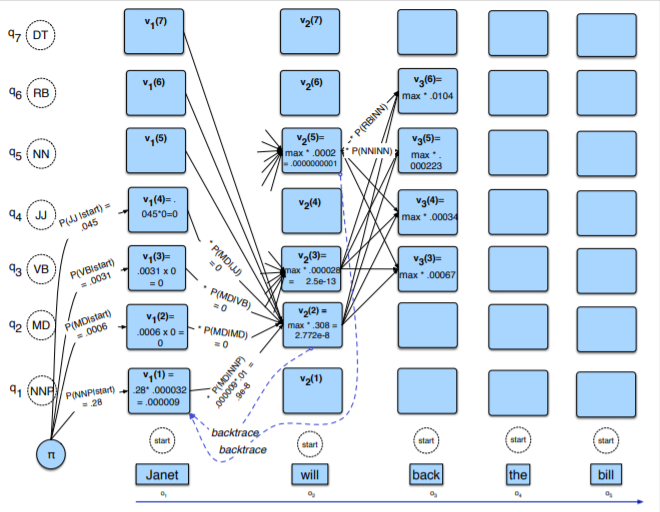 q7 DT
v1(7)
v2(7)
q6 RB
v1(6)
v2(6)
v3(6)=
max * .0104
* P(RB|NN)
q5 NN
v1(5)
v2(5)=
max * .0002
= .0000000001
* P(NN|NN)
v3(5)=
max * .
000223
q4 JJ
P(JJ |start) =
.045
v1(4)= .
045*0=0
v2(4)
v3(4)=
max * .00034
* P(MD|JJ)
= 0
q3 VB
P(VB|start)
= .0031
v1(3)=
.0031 x 0
= 0
v2(3)=
max * .000028
= 2.5e-13
v3(3)=
max * .00067
* P(MD|VB)
= 0
q2 MD
P(MD|start)
= .0006
v1(2)=
.0006 x 0 =
0
* P(MD|MD)
= 0
v2(2) =
max * .308 =
2.772e-8
q1 NNP
P(NNP|start)
= .28
v1(1) =
.28* .000032
= .000009
* P(MD|NNP)
.000009*.01 =
.9e-8
v2(1)
backtrace
backtrace
π
start start start start start
Janet will back the bill
o1 o2 o3 o4 o5